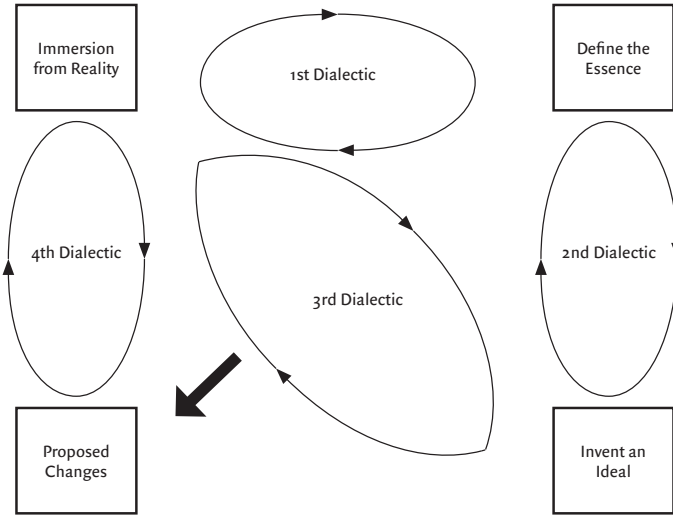 Immersion
from Reality
1st Dialectic
Define the
Essence
4th Dialectic
2nd Dialectic
3rd Dialectic
Proposed
Changes
Invent an
Ideal